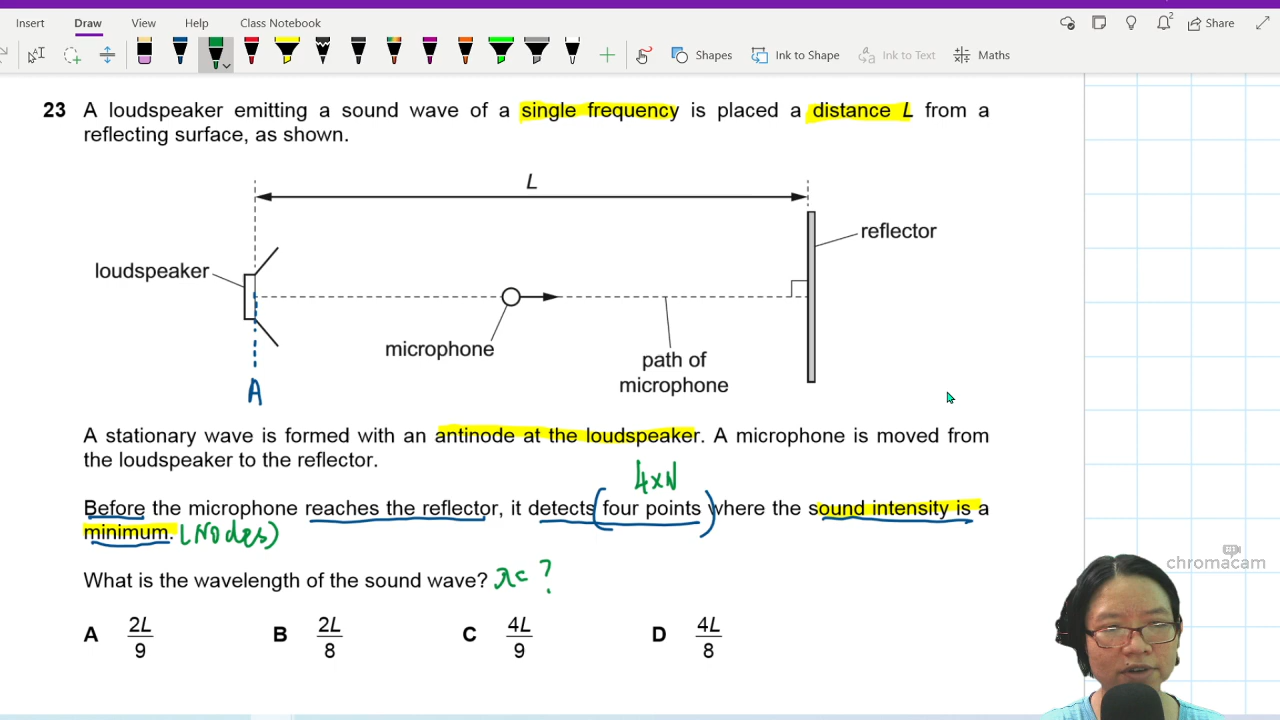 Insert Draw View Help Class Notebook
2
Share
Shapes Ink to Shape Ink to Text Maths
23 A loudspeaker emitting a sound wave of a single frequency is placed a distance L from a
reflecting surface, as shown.
L
reflector
loudspeaker
microphone
path of
microphone
A
A stationary wave is formed with an antinode at the loudspeaker. A microphone is moved from
the loudspeaker to the reflector.
4xN
Before the microphone reaches the reflector, it detects (four points) where the sound intensity is a
minimum. (Nodes)
What is the wavelength of the sound wave? λ= ?
A 2L/9 B 2L/8 C 4L/9 D 4L/8
chromacam